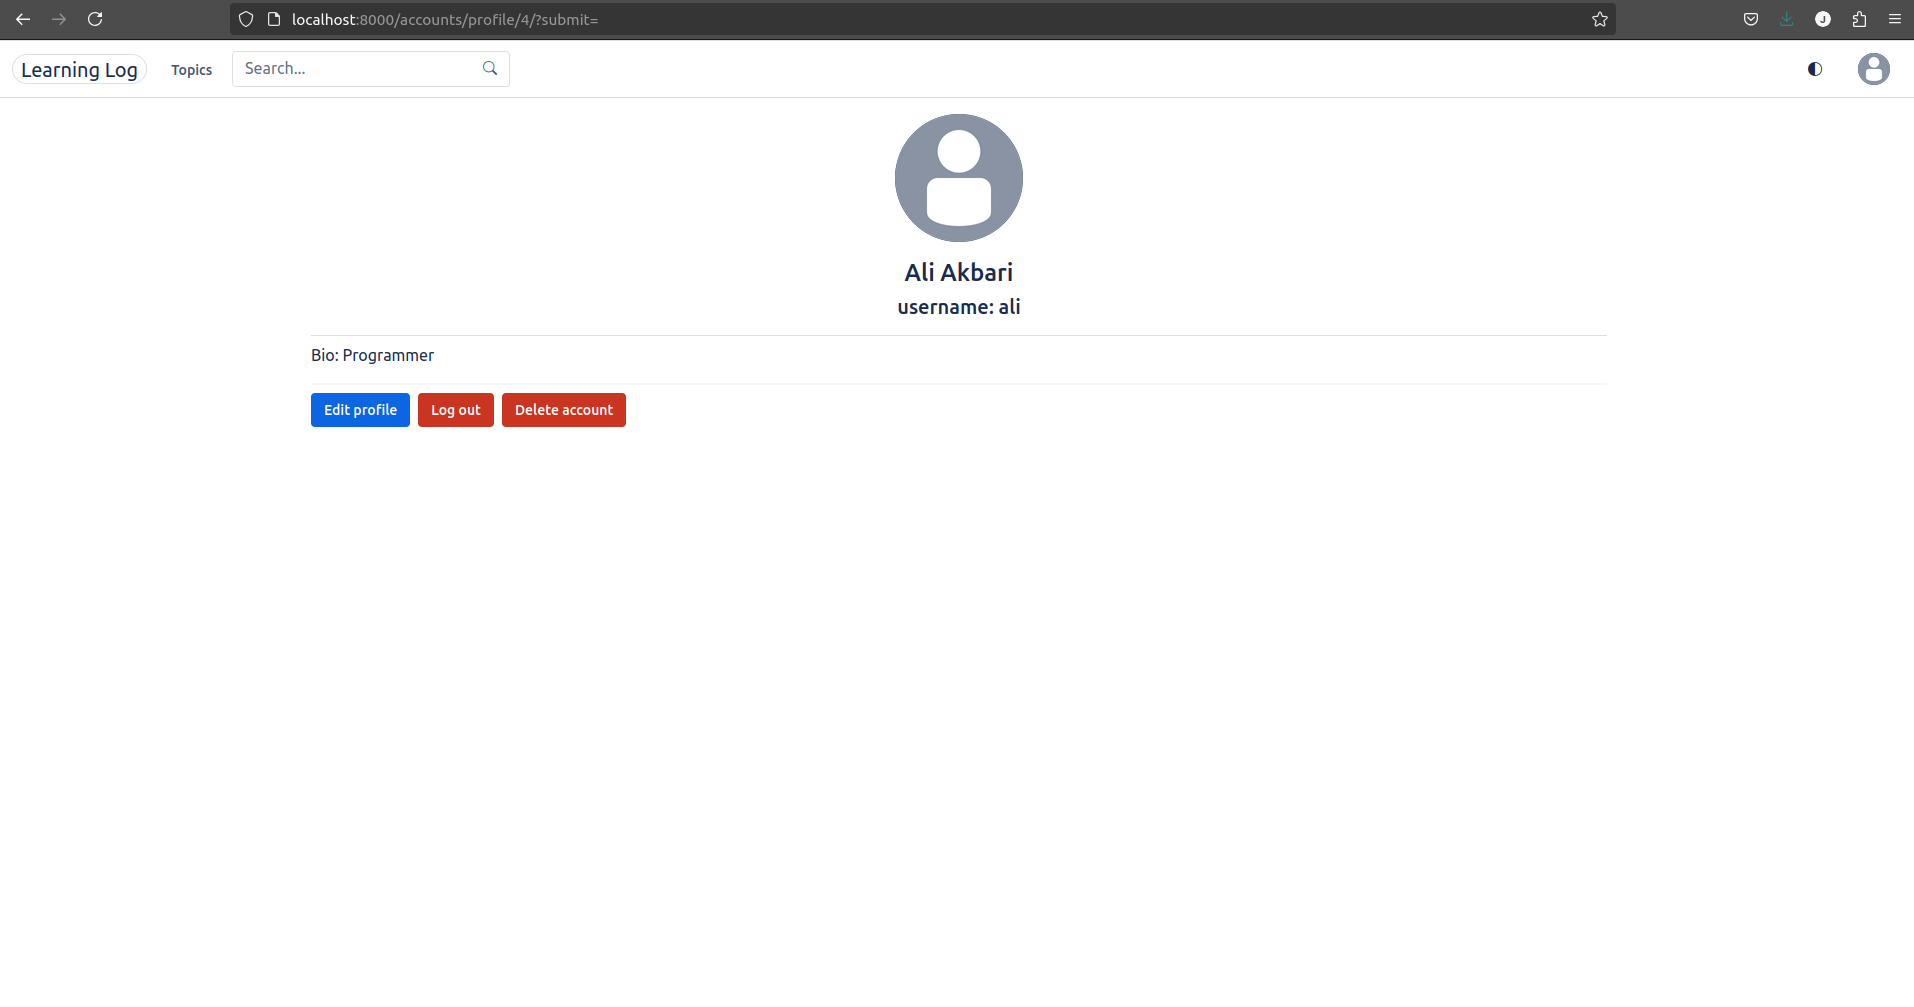 localhost:8000/accounts/profile/4/?submit=
J
Learning Log Topics Search...
Ali Akbari
username: ali
Bio: Programmer
Edit profile Log out Delete account